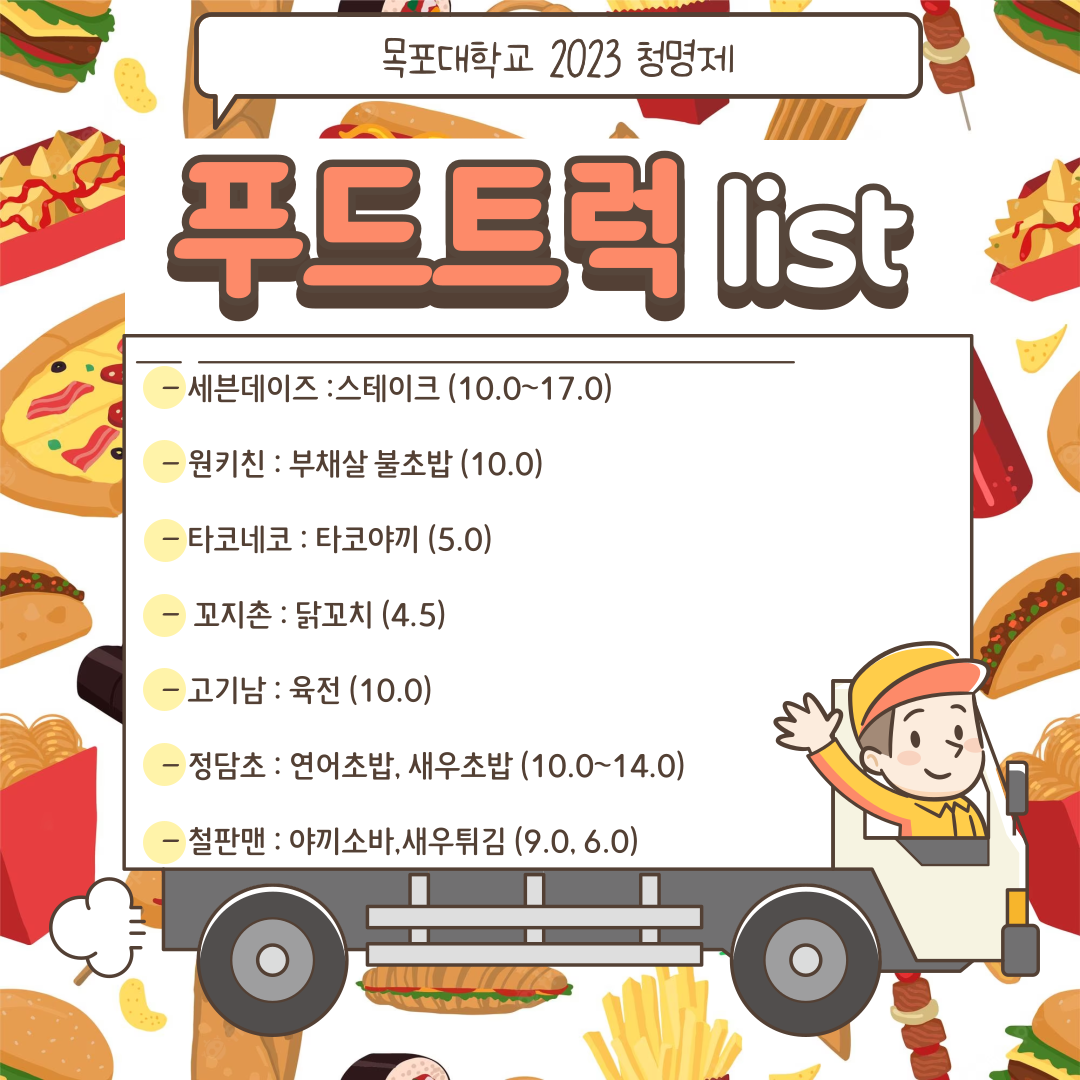 목포대학교 2023 청명제
푸드트럭 list
- 세븐데이즈 :스테이크 (10.0~17.0)
- 원키친 : 부채살 불초밥 (10.0)
- 타코네코 : 타코야끼 (5.0)
- 꼬지촌 : 닭꼬치 (4.5)
- 고기남 : 육전 (10.0)
- 정담초 : 연어초밥, 새우초밥 (10.0~14.0)
- 철판맨 : 야끼소바,새우튀김 (9.0, 6.0)